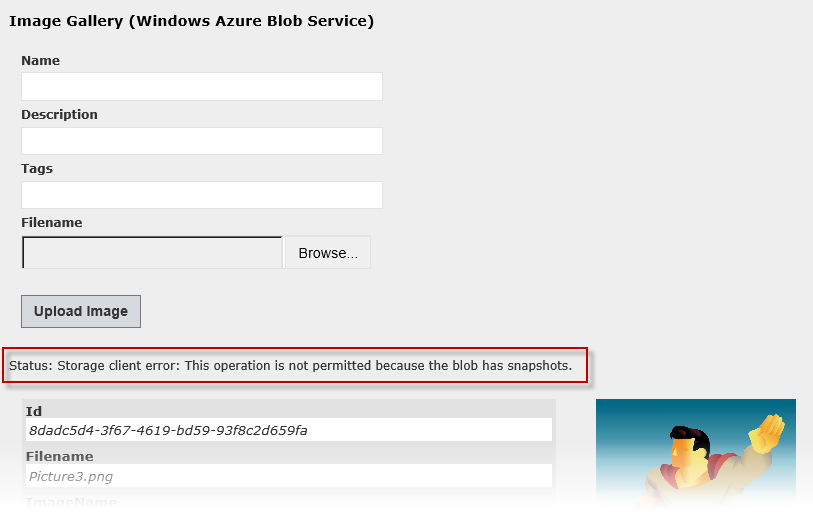 Image Gallery (Windows Azure Blob Service)
Name
Description
Tags
Filename
Browse...
Upload Image
Status: Storage client error: This operation is not permitted because the blob has snapshots.
Id
8dadc5d4-3f67-4619-bd59-93f8c2d659fa
Filename
Picture3.png
ImageName